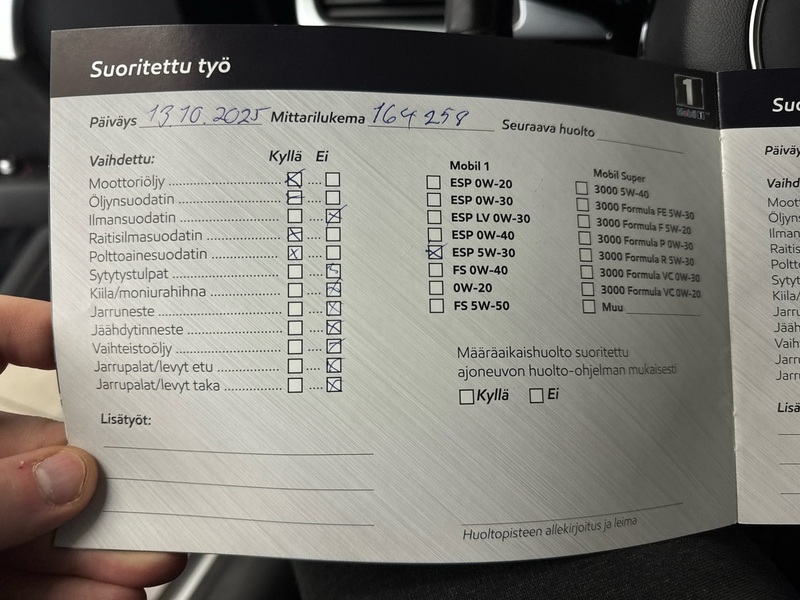 Suoritettu työ
1
Mobil 1
Päiväys 13.10.2025 Mittarilukema 164 258 Seuraava huolto
Vaihdettu: Kyllä Ei
Moottoriöljy
Öljynsuodatin
Ilmansuodatin
Raitisilmasuodatin
Polttoainesuodatin
Sytytystulpat
Kiila/moniurahihna
Jarruneste
Jäähdytinneste
Vaihteistoöljy
Jarrupalat/levyt etu
Jarrupalat/levyt taka
Lisätyöt:
Mobil 1
ESP 0W-20
ESP 0W-30
ESP LV 0W-30
ESP 0W-40
ESP 5W-30
FS 0W-40
0W-20
FS 5W-50
Mobil Super
3000 5W-40
3000 Formula FE 5W-30
3000 Formula F 5W-20
3000 Formula P 0W-30
3000 Formula R 5W-30
3000 Formula VC 0W-30
3000 Formula VC 0W-20
Muu
Määräaikaishuolto suoritettu
ajoneuvon huolto-ohjelman mukaisesti
Kyllä Ei
Huoltopisteen allekirjoitus ja leima